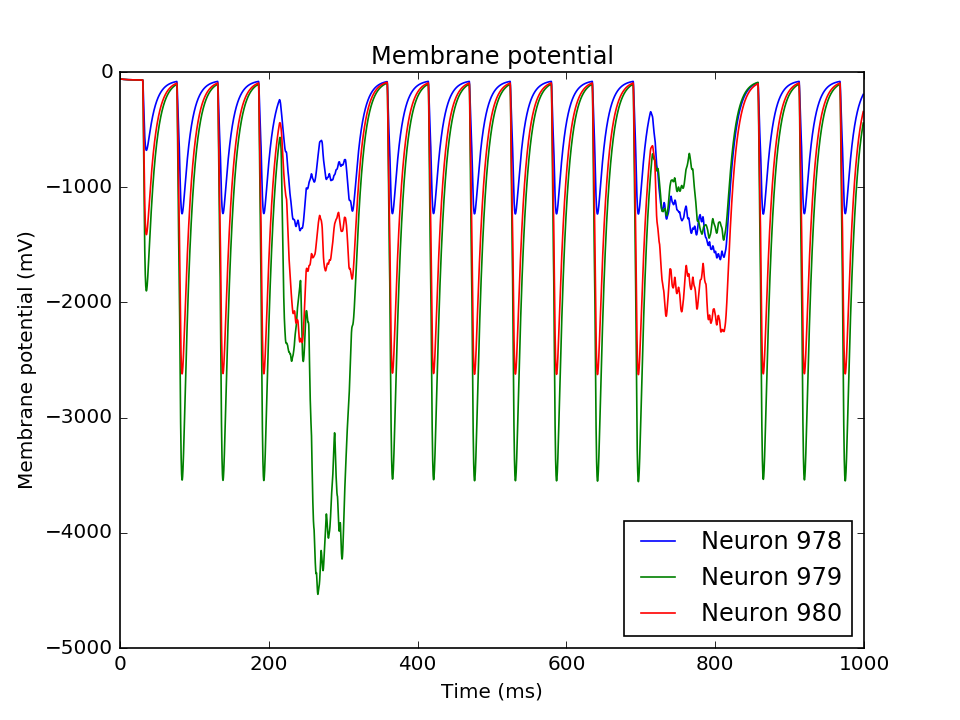 Membrane potential
Membrane potential (mV)
0
−1000
−2000
−3000
−4000
−5000
0 200 400 600 800 1000
Time (ms)
Neuron 978
Neuron 979
Neuron 980